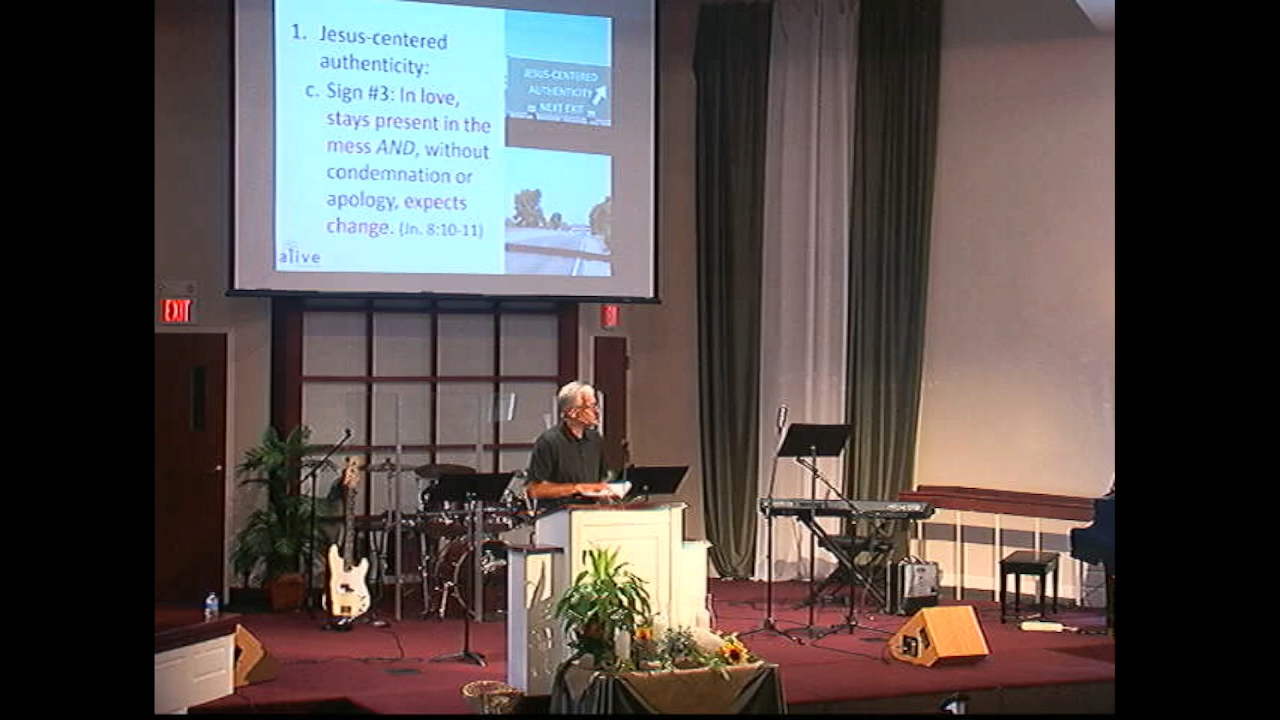 1. Jesus-centered
authenticity:
c. Sign #3: In love,
stays present in the
mess AND, without
condemnation or
apology, expects
change. (Jn. 8:10-11)
alive
JESUS-CENTERED
AUTHENTICITY
NEXT EXIT
EXIT